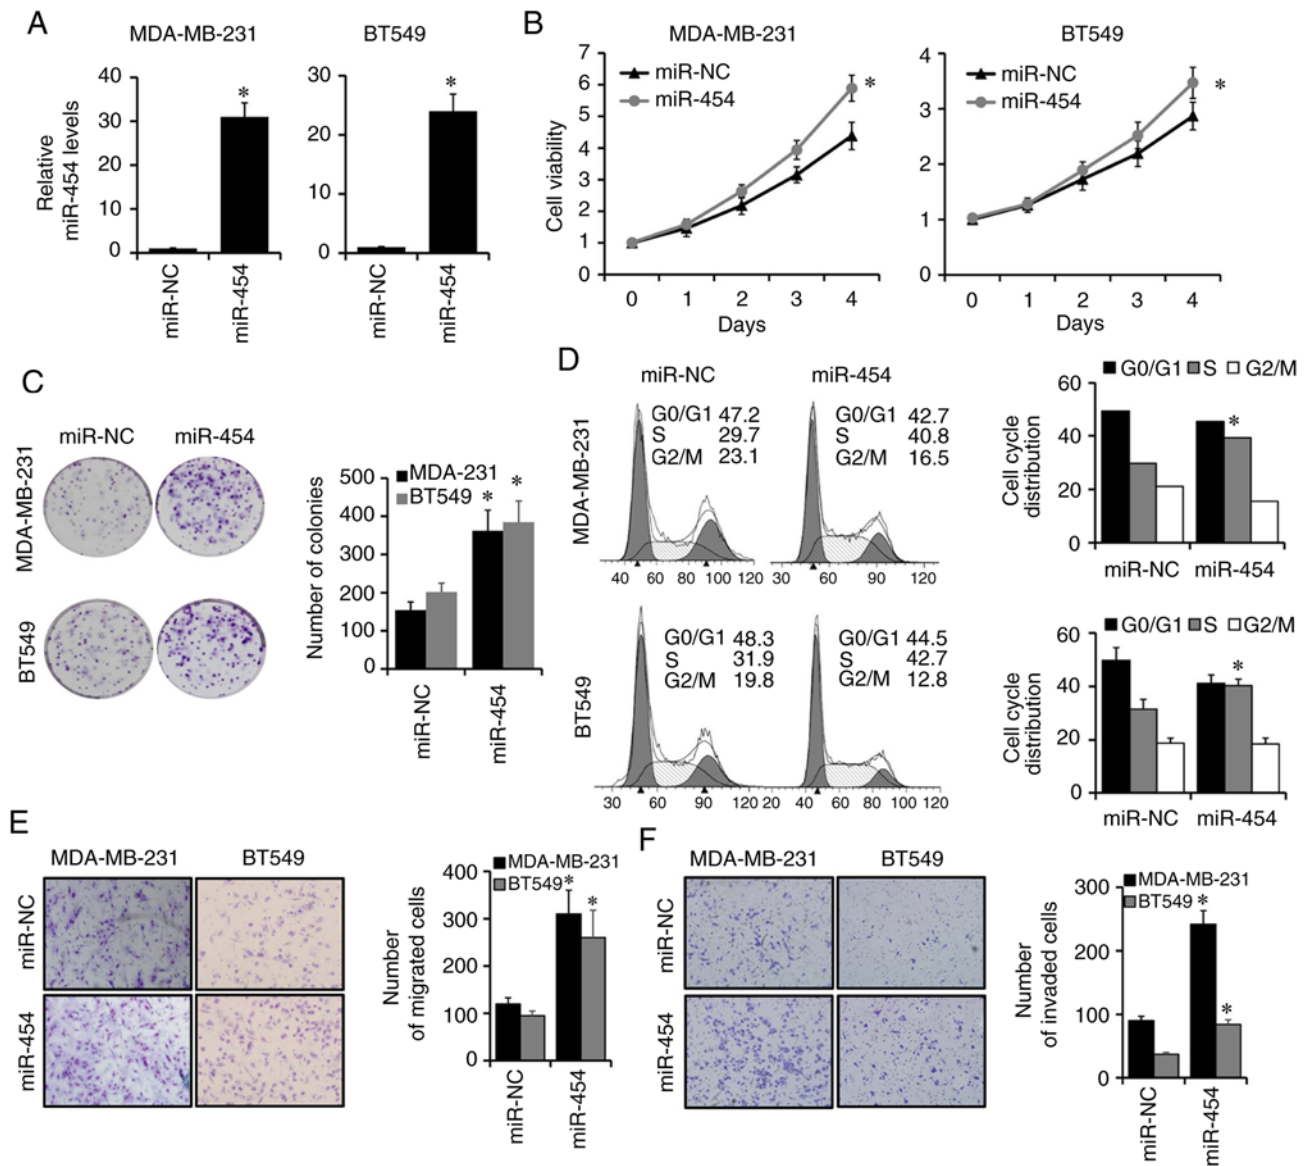 A
MDA-MB-231
BT549
Relative
miR-454 levels
40
30
20
10
0
miR-NC
miR-454
*
30
20
10
0
miR-NC
miR-454
*
B
MDA-MB-231
Cell viability
7
6
5
4
3
2
1
0
miR-NC
miR-454
*
0 1 2 3 4
Days
BT549
4
3
2
1
0
miR-NC
miR-454
*
0 1 2 3 4
Days
C
miR-NC miR-454
MDA-MB-231
BT549
Number of colonies
500
400
300
200
100
0
MDA-231
BT549
* *
miR-NC
miR-454
D
miR-NC miR-454
MDA-MB-231
G0/G1 47.2
S 29.7
G2/M 23.1
40 60 80 100 120
G0/G1 42.7
S 40.8
G2/M 16.5
30 60 90 120
BT549
G0/G1 48.3
S 31.9
G2/M 19.8
30 60 90 120
G0/G1 44.5
S 42.7
G2/M 12.8
20 40 60 80 100 120
G0/G1 S G2/M
Cell cycle
distribution
60
40
20
0
*
miR-NC miR-454
G0/G1 S G2/M
Cell cycle
distribution
60
40
20
0
*
miR-NC miR-454
E
MDA-MB-231 BT549
miR-NC
miR-454
Number
of migrated cells
400
300
200
100
0
MDA-MB-231
BT549
* *
miR-NC
miR-454
F
MDA-MB-231 BT549
miR-NC
miR-454
Number
of invaded cells
300
200
100
0
MDA-MB-231
BT549
* *
miR-NC
miR-454